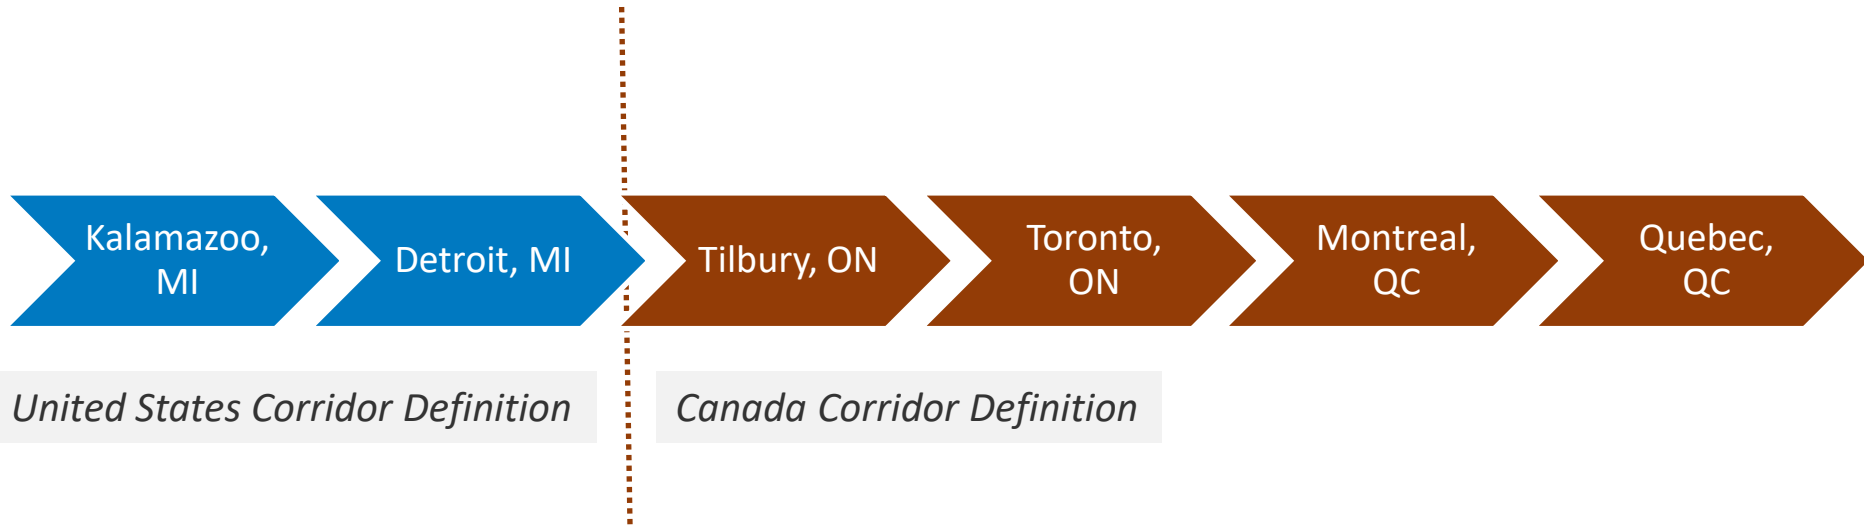 Kalamazoo,
MI
Detroit, MI
Tilbury, ON
Toronto,
ON
Montreal,
QC
Quebec,
QC
United States Corridor Definition
Canada Corridor Definition